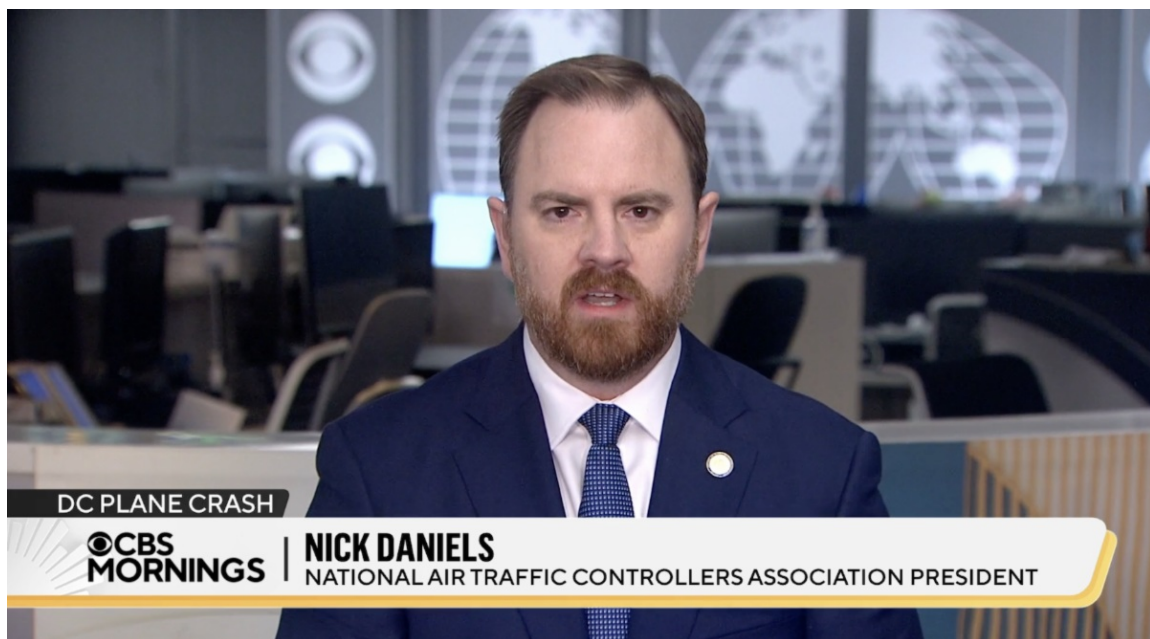 DC PLANE CRASH
CBS
MORNINGS
NICK DANIELS
NATIONAL AIR TRAFFIC CONTROLLERS ASSOCIATION PRESIDENT